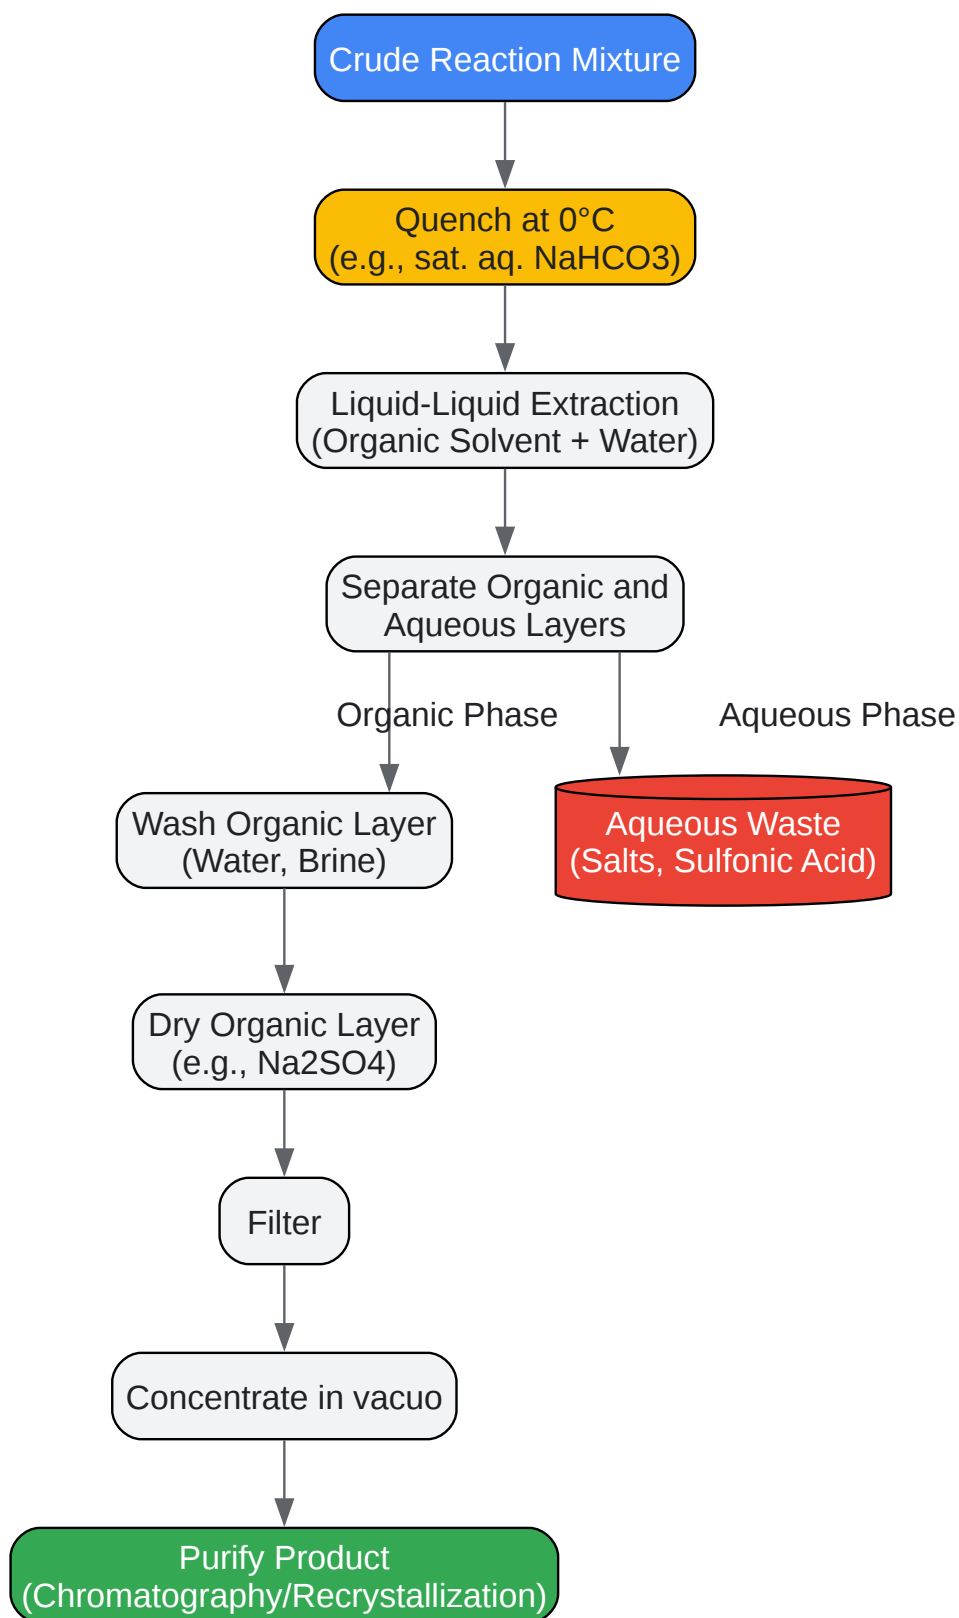 Crude Reaction Mixture
Quench at 0°C
(e.g., sat. aq. NaHCO3)
Liquid-Liquid Extraction
(Organic Solvent + Water)
Separate Organic and
Aqueous Layers
Organic Phase
Aqueous Phase
Wash Organic Layer
(Water, Brine)
Aqueous Waste
(Salts, Sulfonic Acid)
Dry Organic Layer
(e.g., Na2SO4)
Filter
Concentrate in vacuo
Purify Product
(Chromatography/Recrystallization)